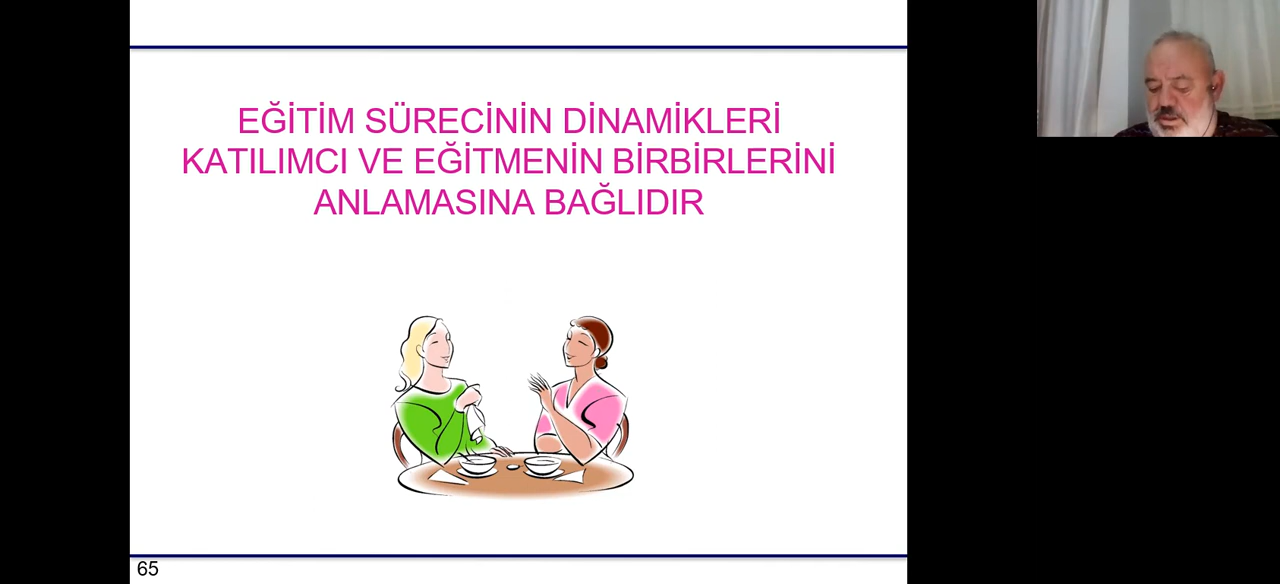 EĞİTİM SÜRECİNİN DİNAMİKLERİ
KATILIMCI VE EĞİTMENİN BİRBİRLERİNİ
ANLAMASINA BAĞLIDIR
65